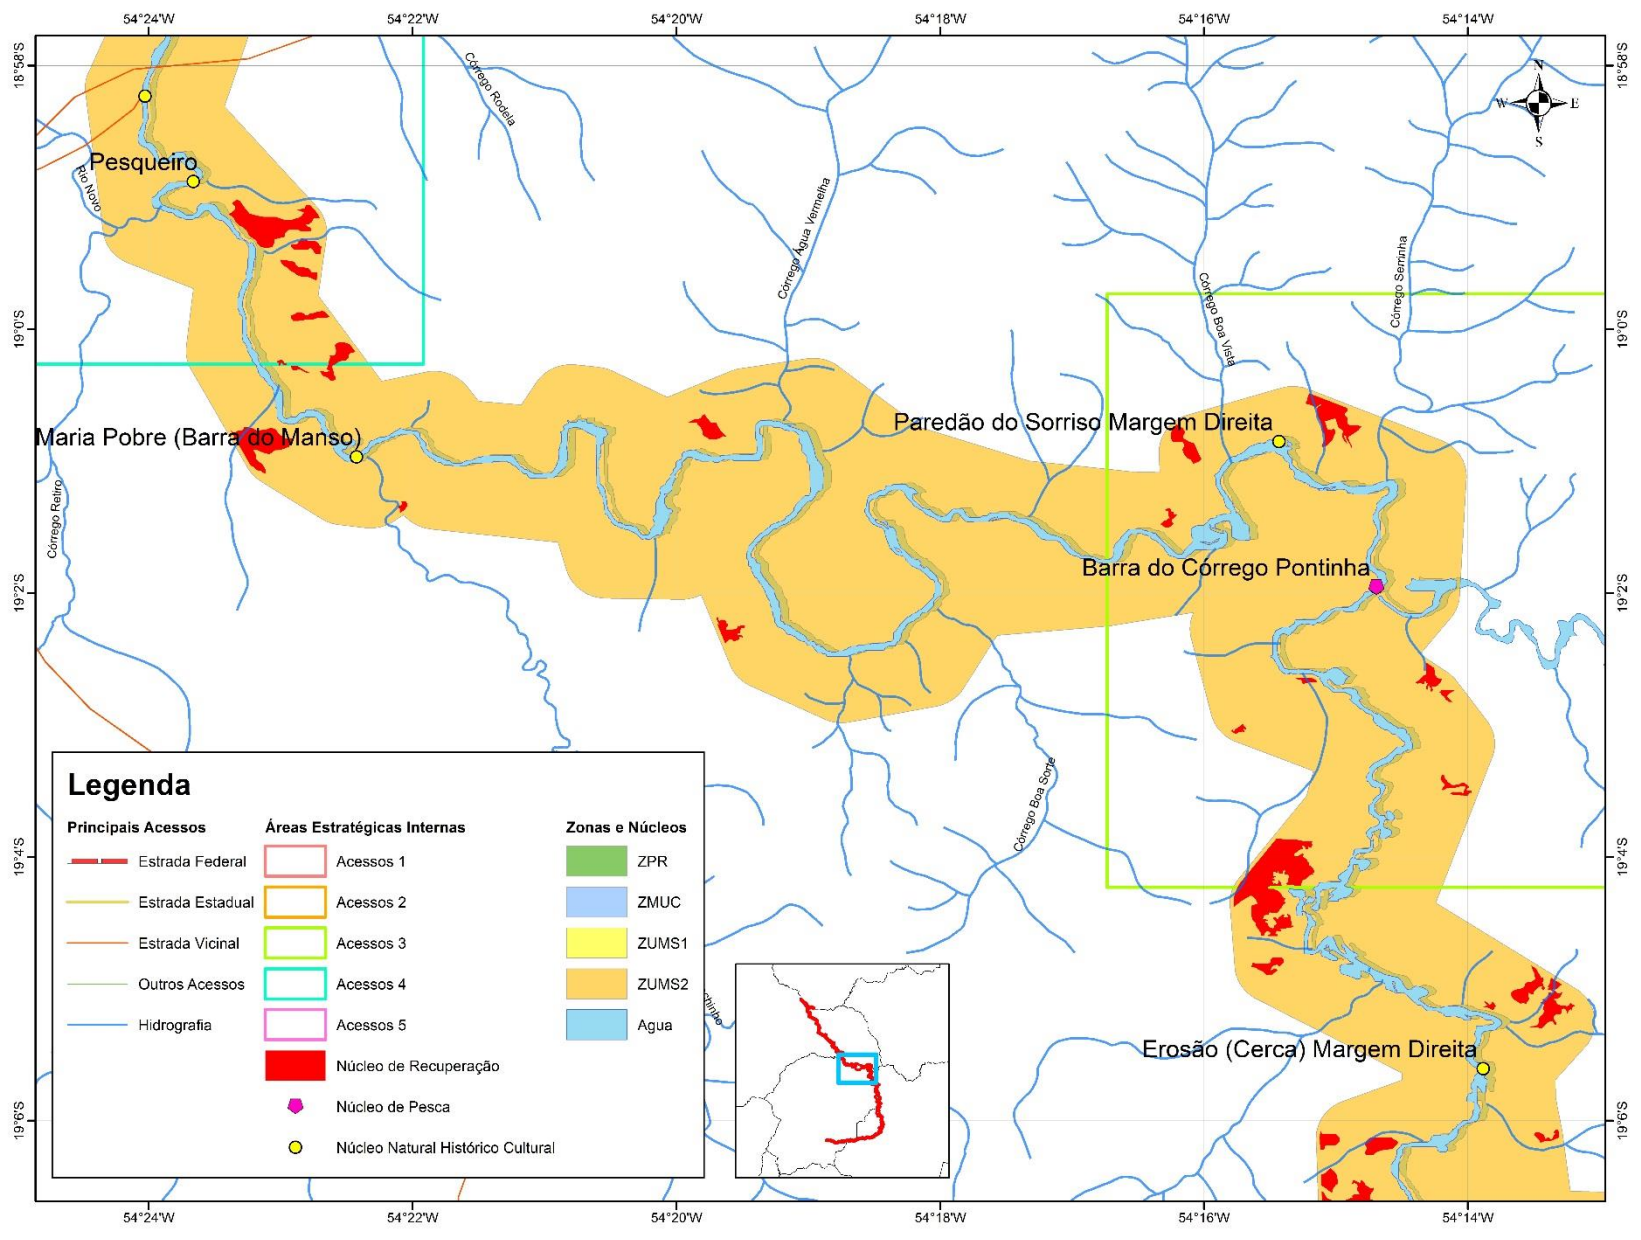 54°24'W
54°22'W
54°20'W
54°18'W
54°16'W
54°14'W
18°58'S
18°58'S
Córrego Rodela
N
W
E
S
Pesqueiro
Rio Novo
Córrego Água Vermelha
Córrego Serrinha
Córrego Boa Vista
19°0'S
19°0'S
Paredão do Sorriso Margem Direita
Maria Pobre (Barra do Manso)
Córrego Retiro
Barra do Córrego Pontinha
19°2'S
19°2'S
Córrego Boa Sorte
Legenda
Principais Acessos
Estrada Federal
Estrada Estadual
Estrada Vicinal
Outros Acessos
Hidrografia
Áreas Estratégicas Internas
Acessos 1
Acessos 2
Acessos 3
Acessos 4
Acessos 5
Núcleo de Recuperação
Núcleo de Pesca
Núcleo Natural Histórico Cultural
Zonas e Núcleos
ZPR
ZMUC
ZUMS1
ZUMS2
Agua
19°4'S
19°4'S
chinho
Erosão (Cerca) Margem Direita
19°6'S
19°6'S
54°24'W
54°22'W
54°20'W
54°18'W
54°16'W
54°14'W